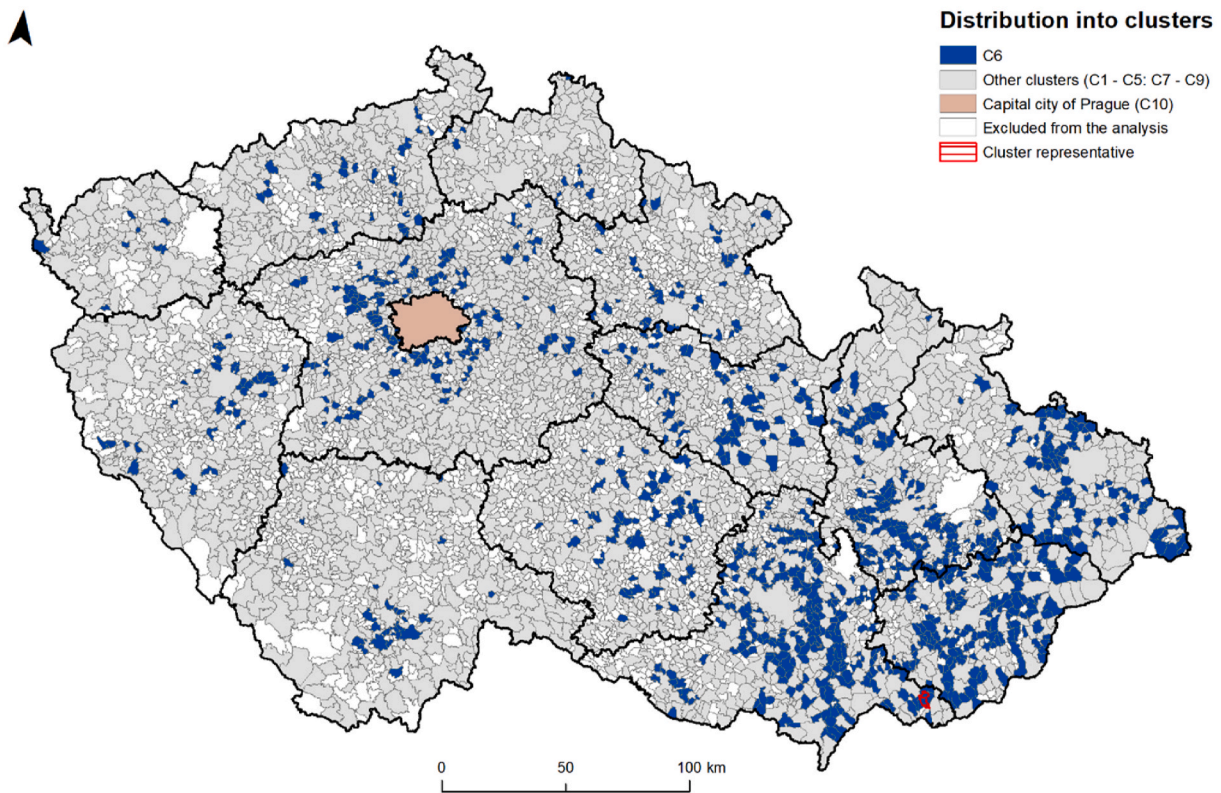 Distribution into clusters
C6
Other clusters (C1 - C5: C7 - C9)
Capital city of Prague (C10)
Excluded from the analysis
Cluster representative
0 50 100 km